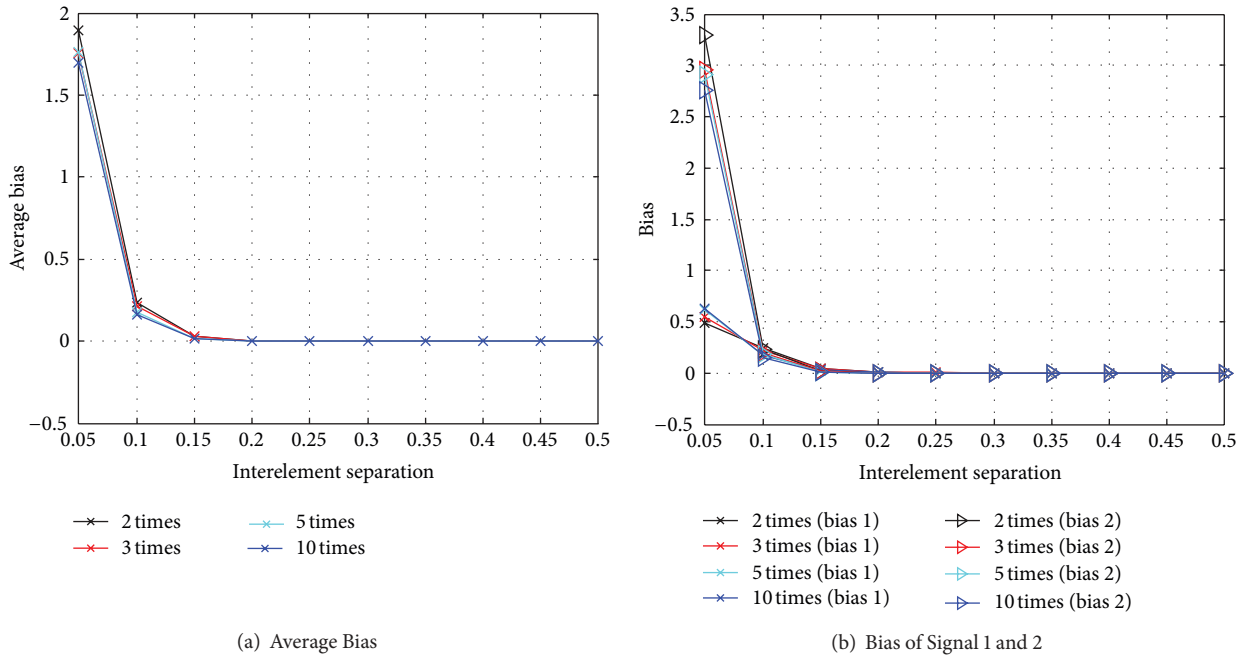 2
1.5
1
0.5
0
−0.5
Average bias
0.05 0.1 0.15 0.2 0.25 0.3 0.35 0.4 0.45 0.5
Interelement separation
2 times
3 times
5 times
10 times
(a) Average Bias
3.5
3
2.5
2
1.5
1
0.5
0
−0.5
Bias
0.05 0.1 0.15 0.2 0.25 0.3 0.35 0.4 0.45 0.5
Interelement separation
2 times (bias 1)
3 times (bias 1)
5 times (bias 1)
10 times (bias 1)
2 times (bias 2)
3 times (bias 2)
5 times (bias 2)
10 times (bias 2)
(b) Bias of Signal 1 and 2